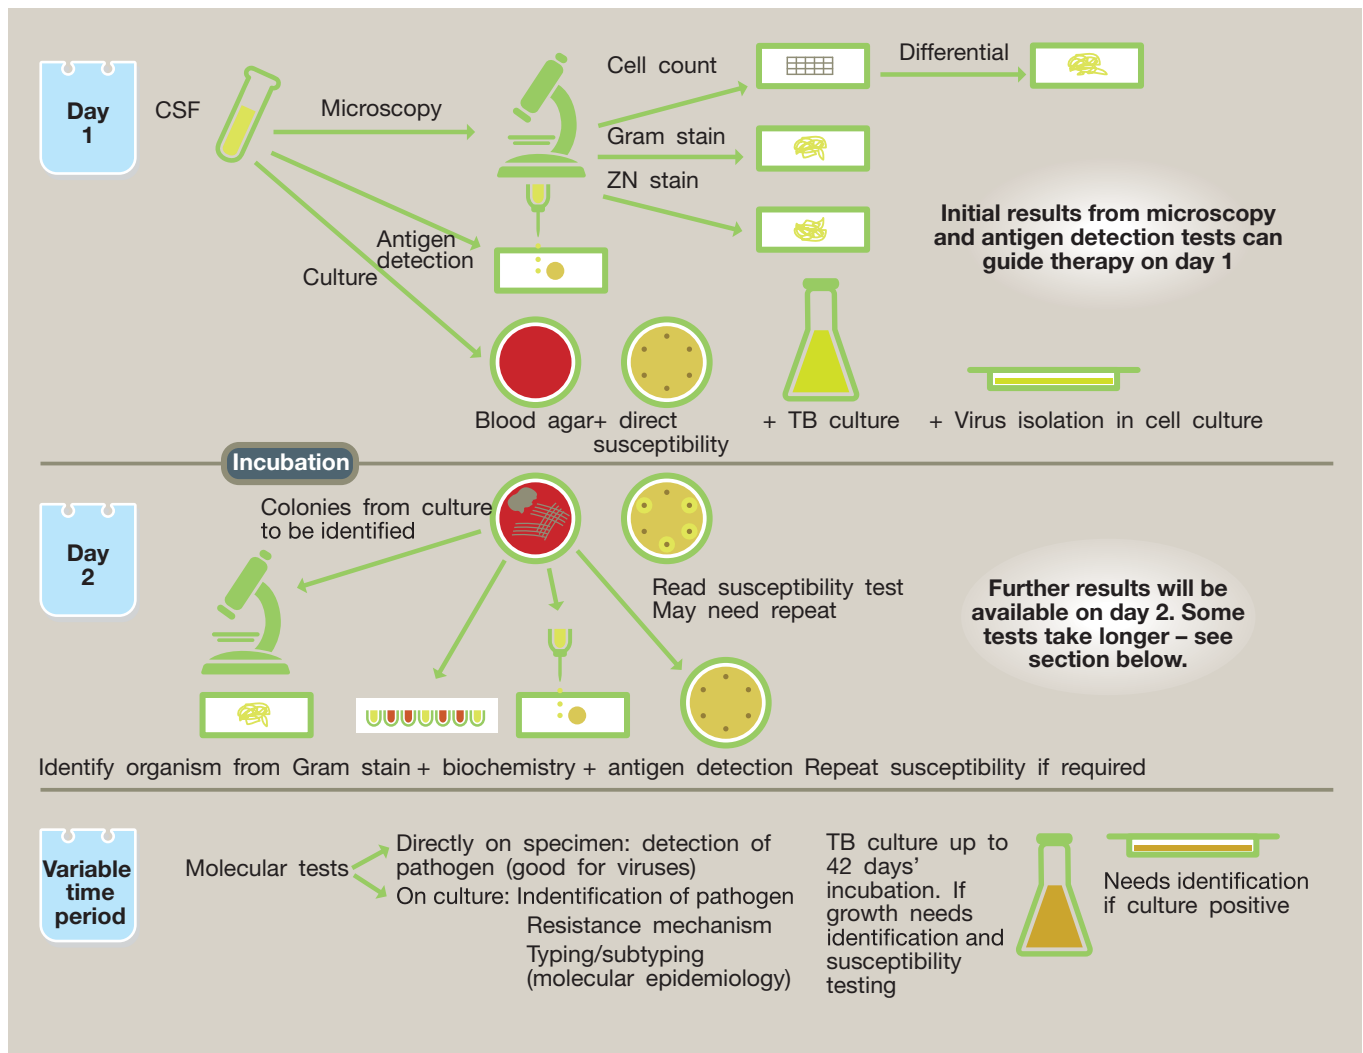 Day
1
CSF
Microscopy
Cell count
Differential
Gram stain
ZN stain
Antigen
detection
Culture
Initial results from microscopy
and antigen detection tests can
guide therapy on day 1
Blood agar+ direct
susceptibility
+ TB culture
+ Virus isolation in cell culture
Incubation
Day
2
Colonies from culture
to be identified
Read susceptibility test
May need repeat
Further results will be
available on day 2. Some
tests take longer – see
section below.
Identify organism from Gram stain + biochemistry + antigen detection Repeat susceptibility if required
Variable
time
period
Molecular tests
Directly on specimen: detection of
pathogen (good for viruses)
On culture: Indentification of pathogen
Resistance mechanism
Typing/subtyping
(molecular epidemiology)
TB culture up to
42 days’
incubation. If
growth needs
identification and
susceptibility
testing
Needs identification
if culture positive